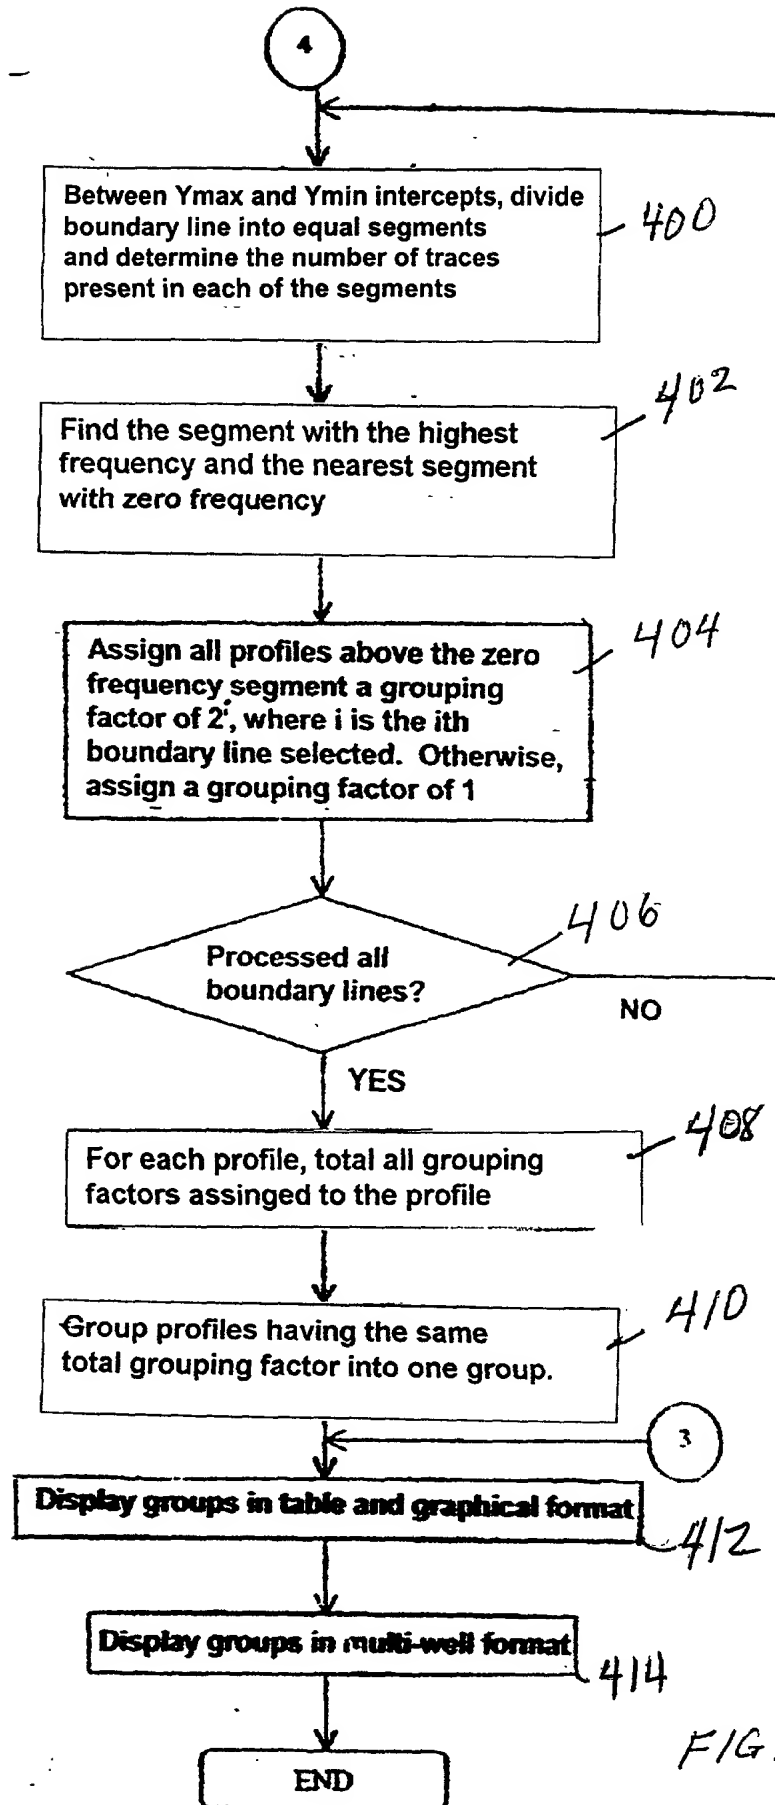 4
Between Ymax and Ymin intercepts, divide
boundary line into equal segments
and determine the number of traces
present in each of the segments
400
Find the segment with the highest
frequency and the nearest segment
with zero frequency
402
Assign all profiles above the zero
frequency segment a grouping
factor of 2ⁱ, where i is the ith
boundary line selected. Otherwise,
assign a grouping factor of 1
404
Processed all
boundary lines?
406
NO
YES
For each profile, total all grouping
factors assinged to the profile
408
Group profiles having the same
total grouping factor into one group.
410
3
Display groups in table and graphical format
412
Display groups in multi-well format
414
END
FIG.